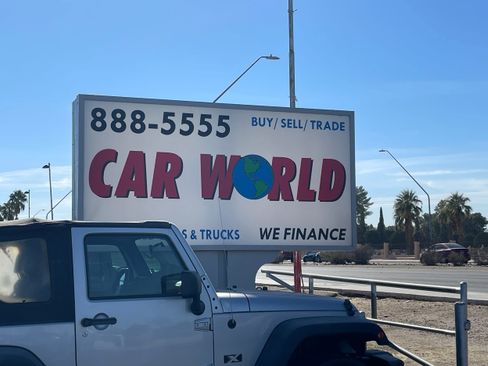 888-5555 BUY/SELL/TRADE
CAR WORLD
& TRUCKS WE FINANCE
X